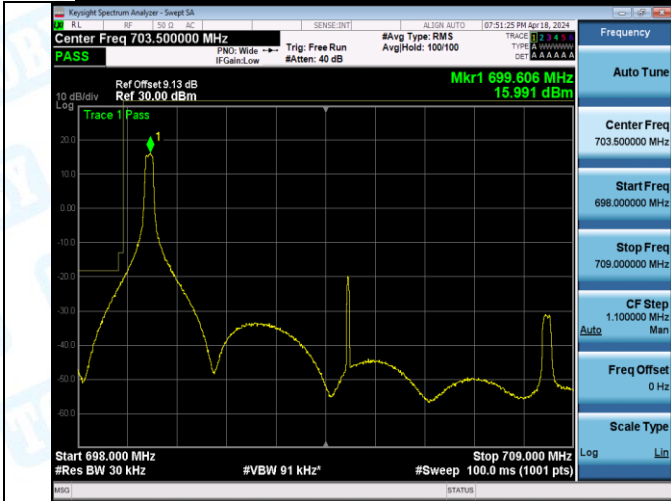 Keysight Spectrum Analyzer - Swept SA
RL RF 50 Ω AC SENSE:INT ALIGN AUTO 07:51:25 PM Apr 18, 2024
Center Freq 703.500000 MHz
PASS
PNO: Wide
IFGain:Low
Trig: Free Run
#Atten: 40 dB
#Avg Type: RMS
Avg|Hold: 100/100
TRACE 1 2 3 4 5 6
TYPE A WWWWW
DET A A A A A A
Ref Offset 9.13 dB
10 dB/div Ref 30.00 dBm
Log
Mkr1 699.606 MHz
15.991 dBm
Trace 1 Pass
1
20.0
10.0
0.00
-10.0
-20.0
-30.0
-40.0
-50.0
-60.0
Start 698.000 MHz
Stop 709.000 MHz
#Res BW 30 kHz
#VBW 91 kHz*
#Sweep 100.0 ms (1001 pts)
MSG
STATUS
Frequency
Auto Tune
Center Freq
703.500000 MHz
Start Freq
698.000000 MHz
Stop Freq
709.000000 MHz
CF Step
1.100000 MHz
Auto Man
Freq Offset
0 Hz
Scale Type
Log Lin